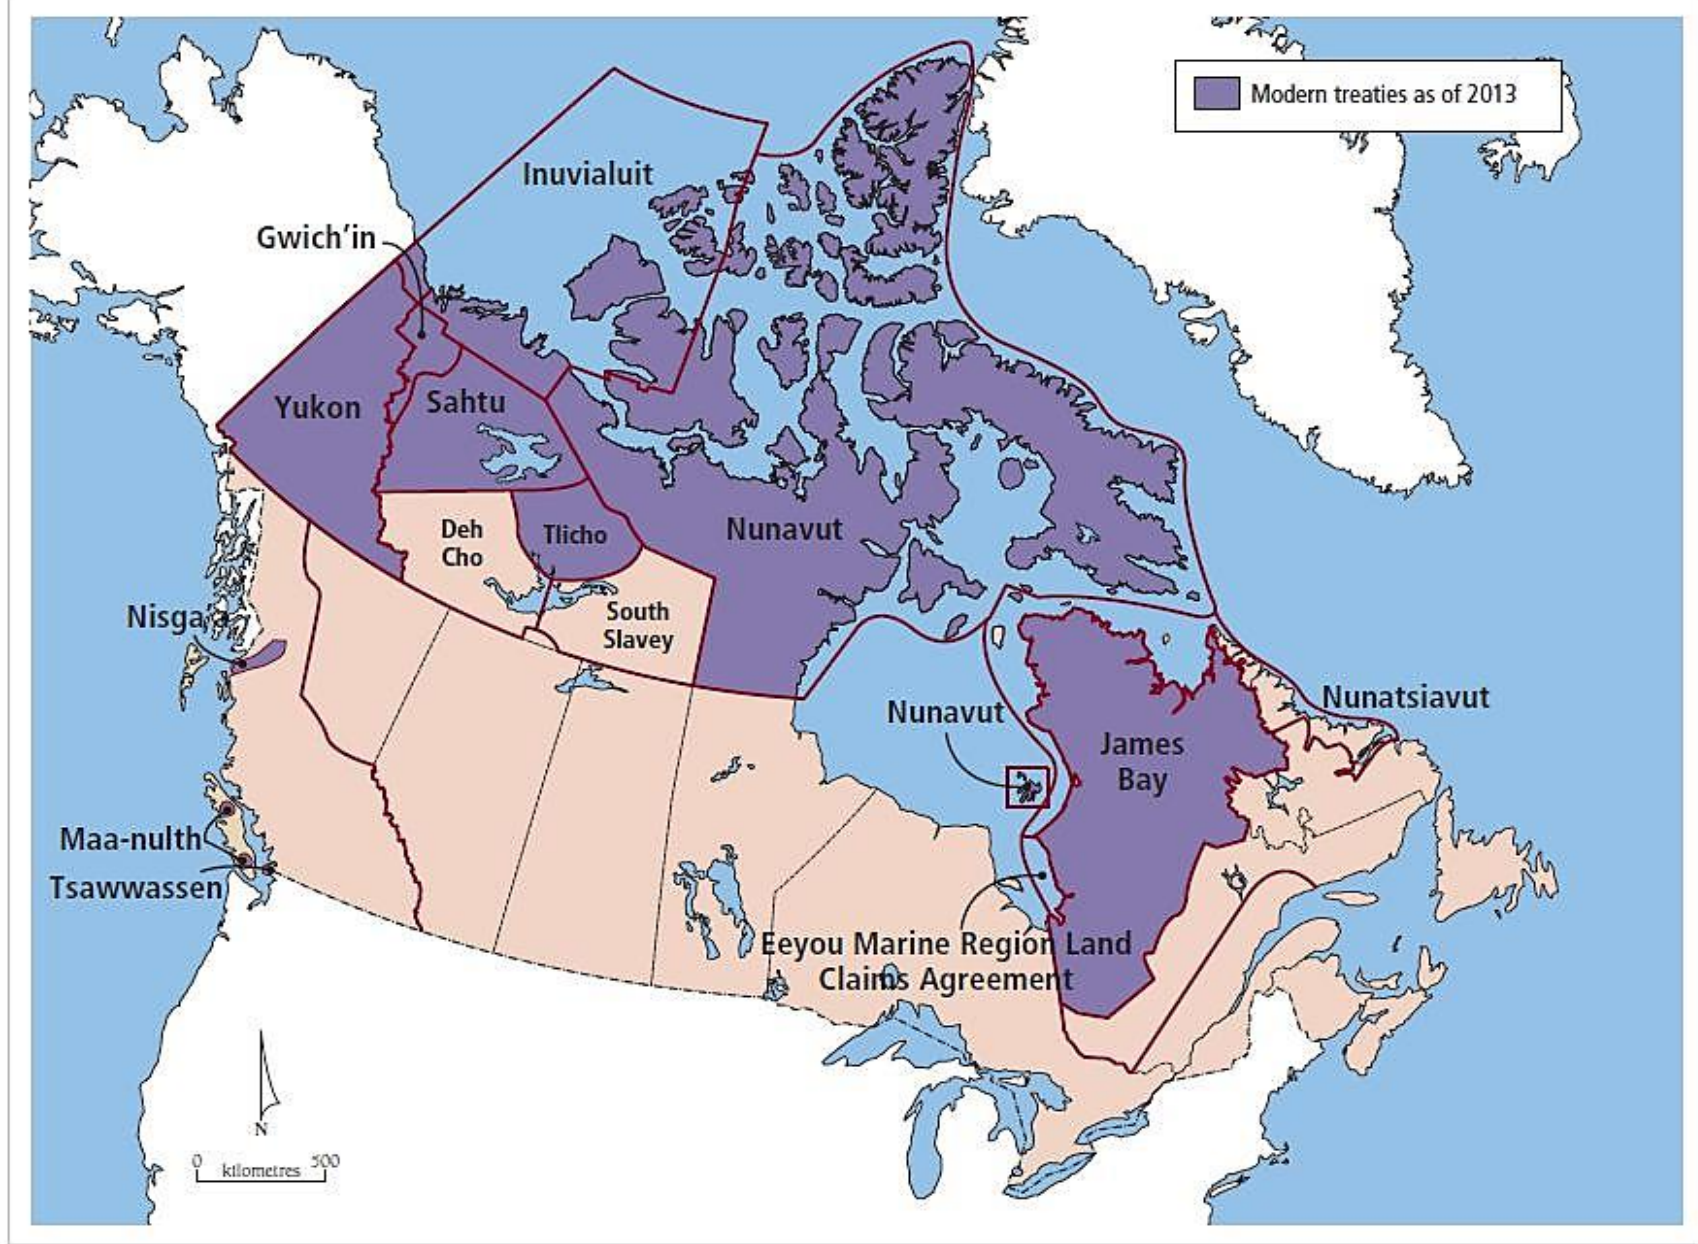 Modern treaties as of 2013
Inuvialuit
Gwich'in
Yukon
Sahtu
Deh
Cho
Tlicho
Nunavut
South
Slavey
Nisga'a
Nunavut
Nunatsiavut
James
Bay
Maa-nulth
Tsawwassen
Eeyou Marine Region Land
Claims Agreement
N
0 500
kilometres